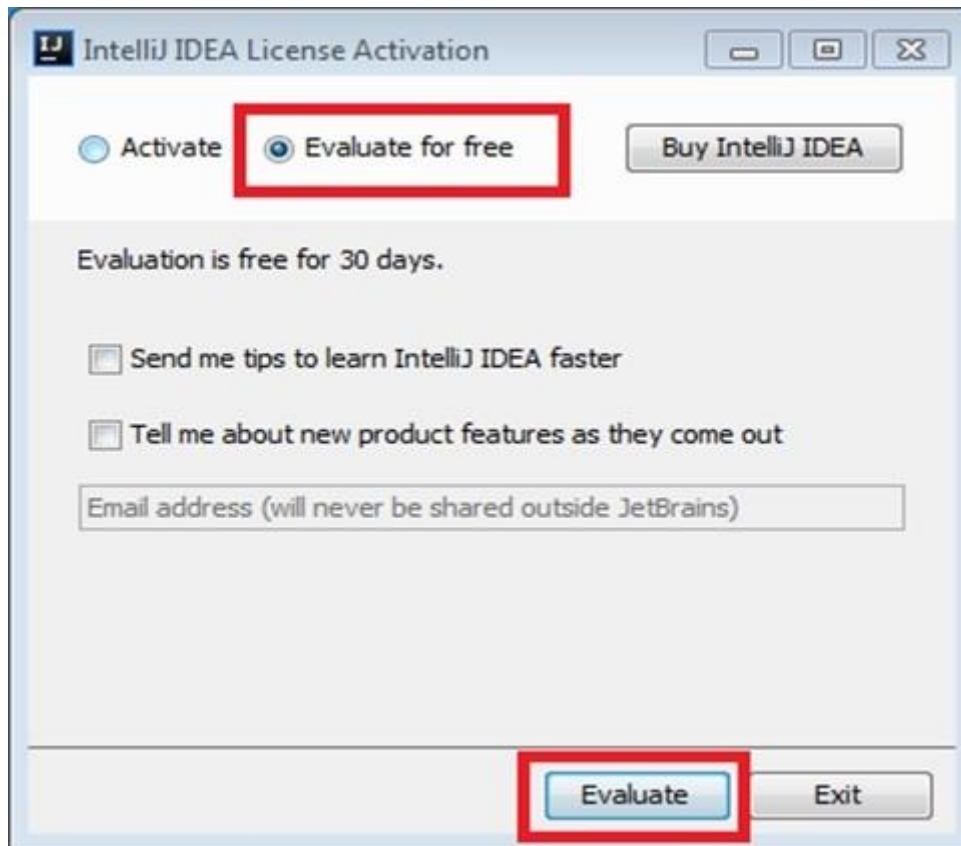 IJ IntelliJ IDEA License Activation
Activate Evaluate for free Buy IntelliJ IDEA
Evaluation is free for 30 days.
Send me tips to learn IntelliJ IDEA faster
Tell me about new product features as they come out
Email address (will never be shared outside JetBrains)
Evaluate Exit